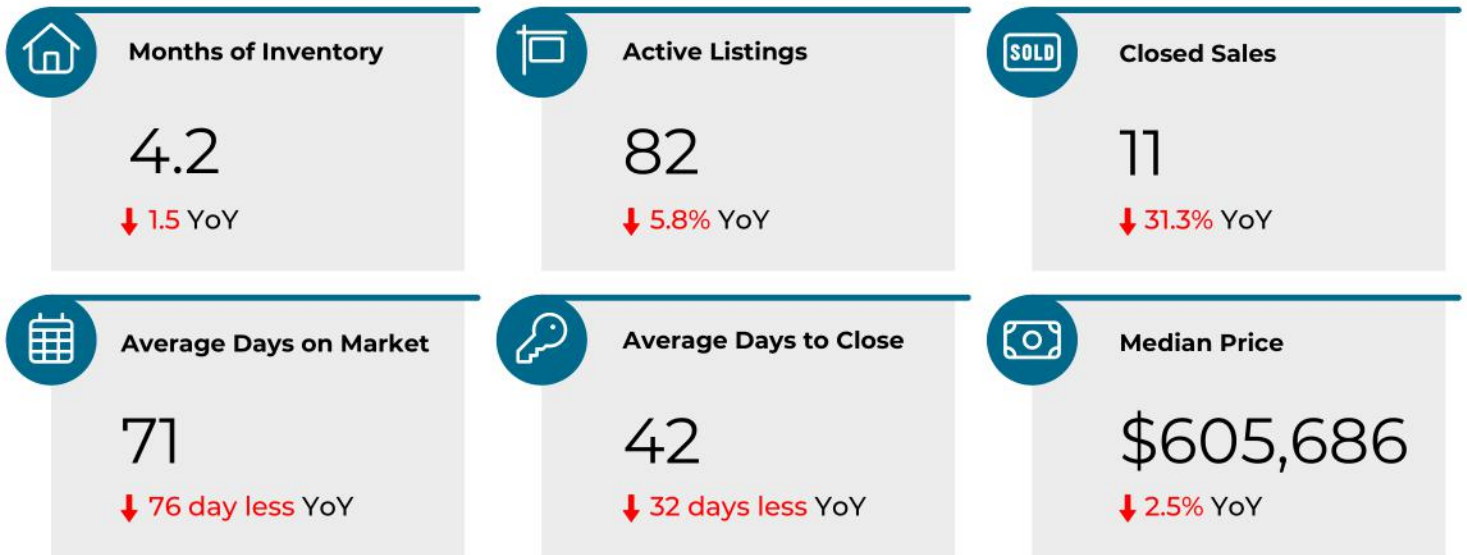 Months of Inventory
4.2
↓ 1.5 YoY
Active Listings
82
↓ 5.8% YoY
SOLD
Closed Sales
11
↓ 31.3% YoY
Average Days on Market
71
↓ 76 day less YoY
Average Days to Close
42
↓ 32 days less YoY
Median Price
$605,686
↓ 2.5% YoY